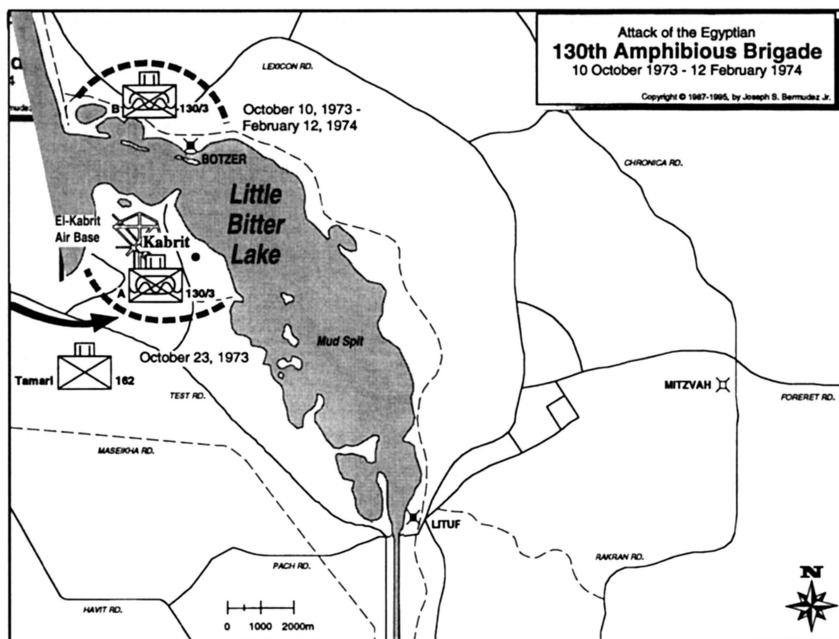 Attack of the Egyptian
130th Amphibious Brigade
10 October 1973 - 12 February 1974
Copyright © 1987-1995, by Joseph S. Bermudez Jr.
d
4
LEXICON RD.
B
130/3
October 10, 1973 -
February 12, 1974
BOTZER
CHRONICA RD.
Little
Bitter
Lake
El-Kabrit
Air Base
Kabrit
A
130/3
Mud Spit
October 23, 1973
Tamari
162
TEST RD.
MITZVAH
FORERET RD.
MASEIKHA RD.
LITUF
RAKRAN RD.
PACH RD.
HAVIT RD.
0 1000 2000m
N